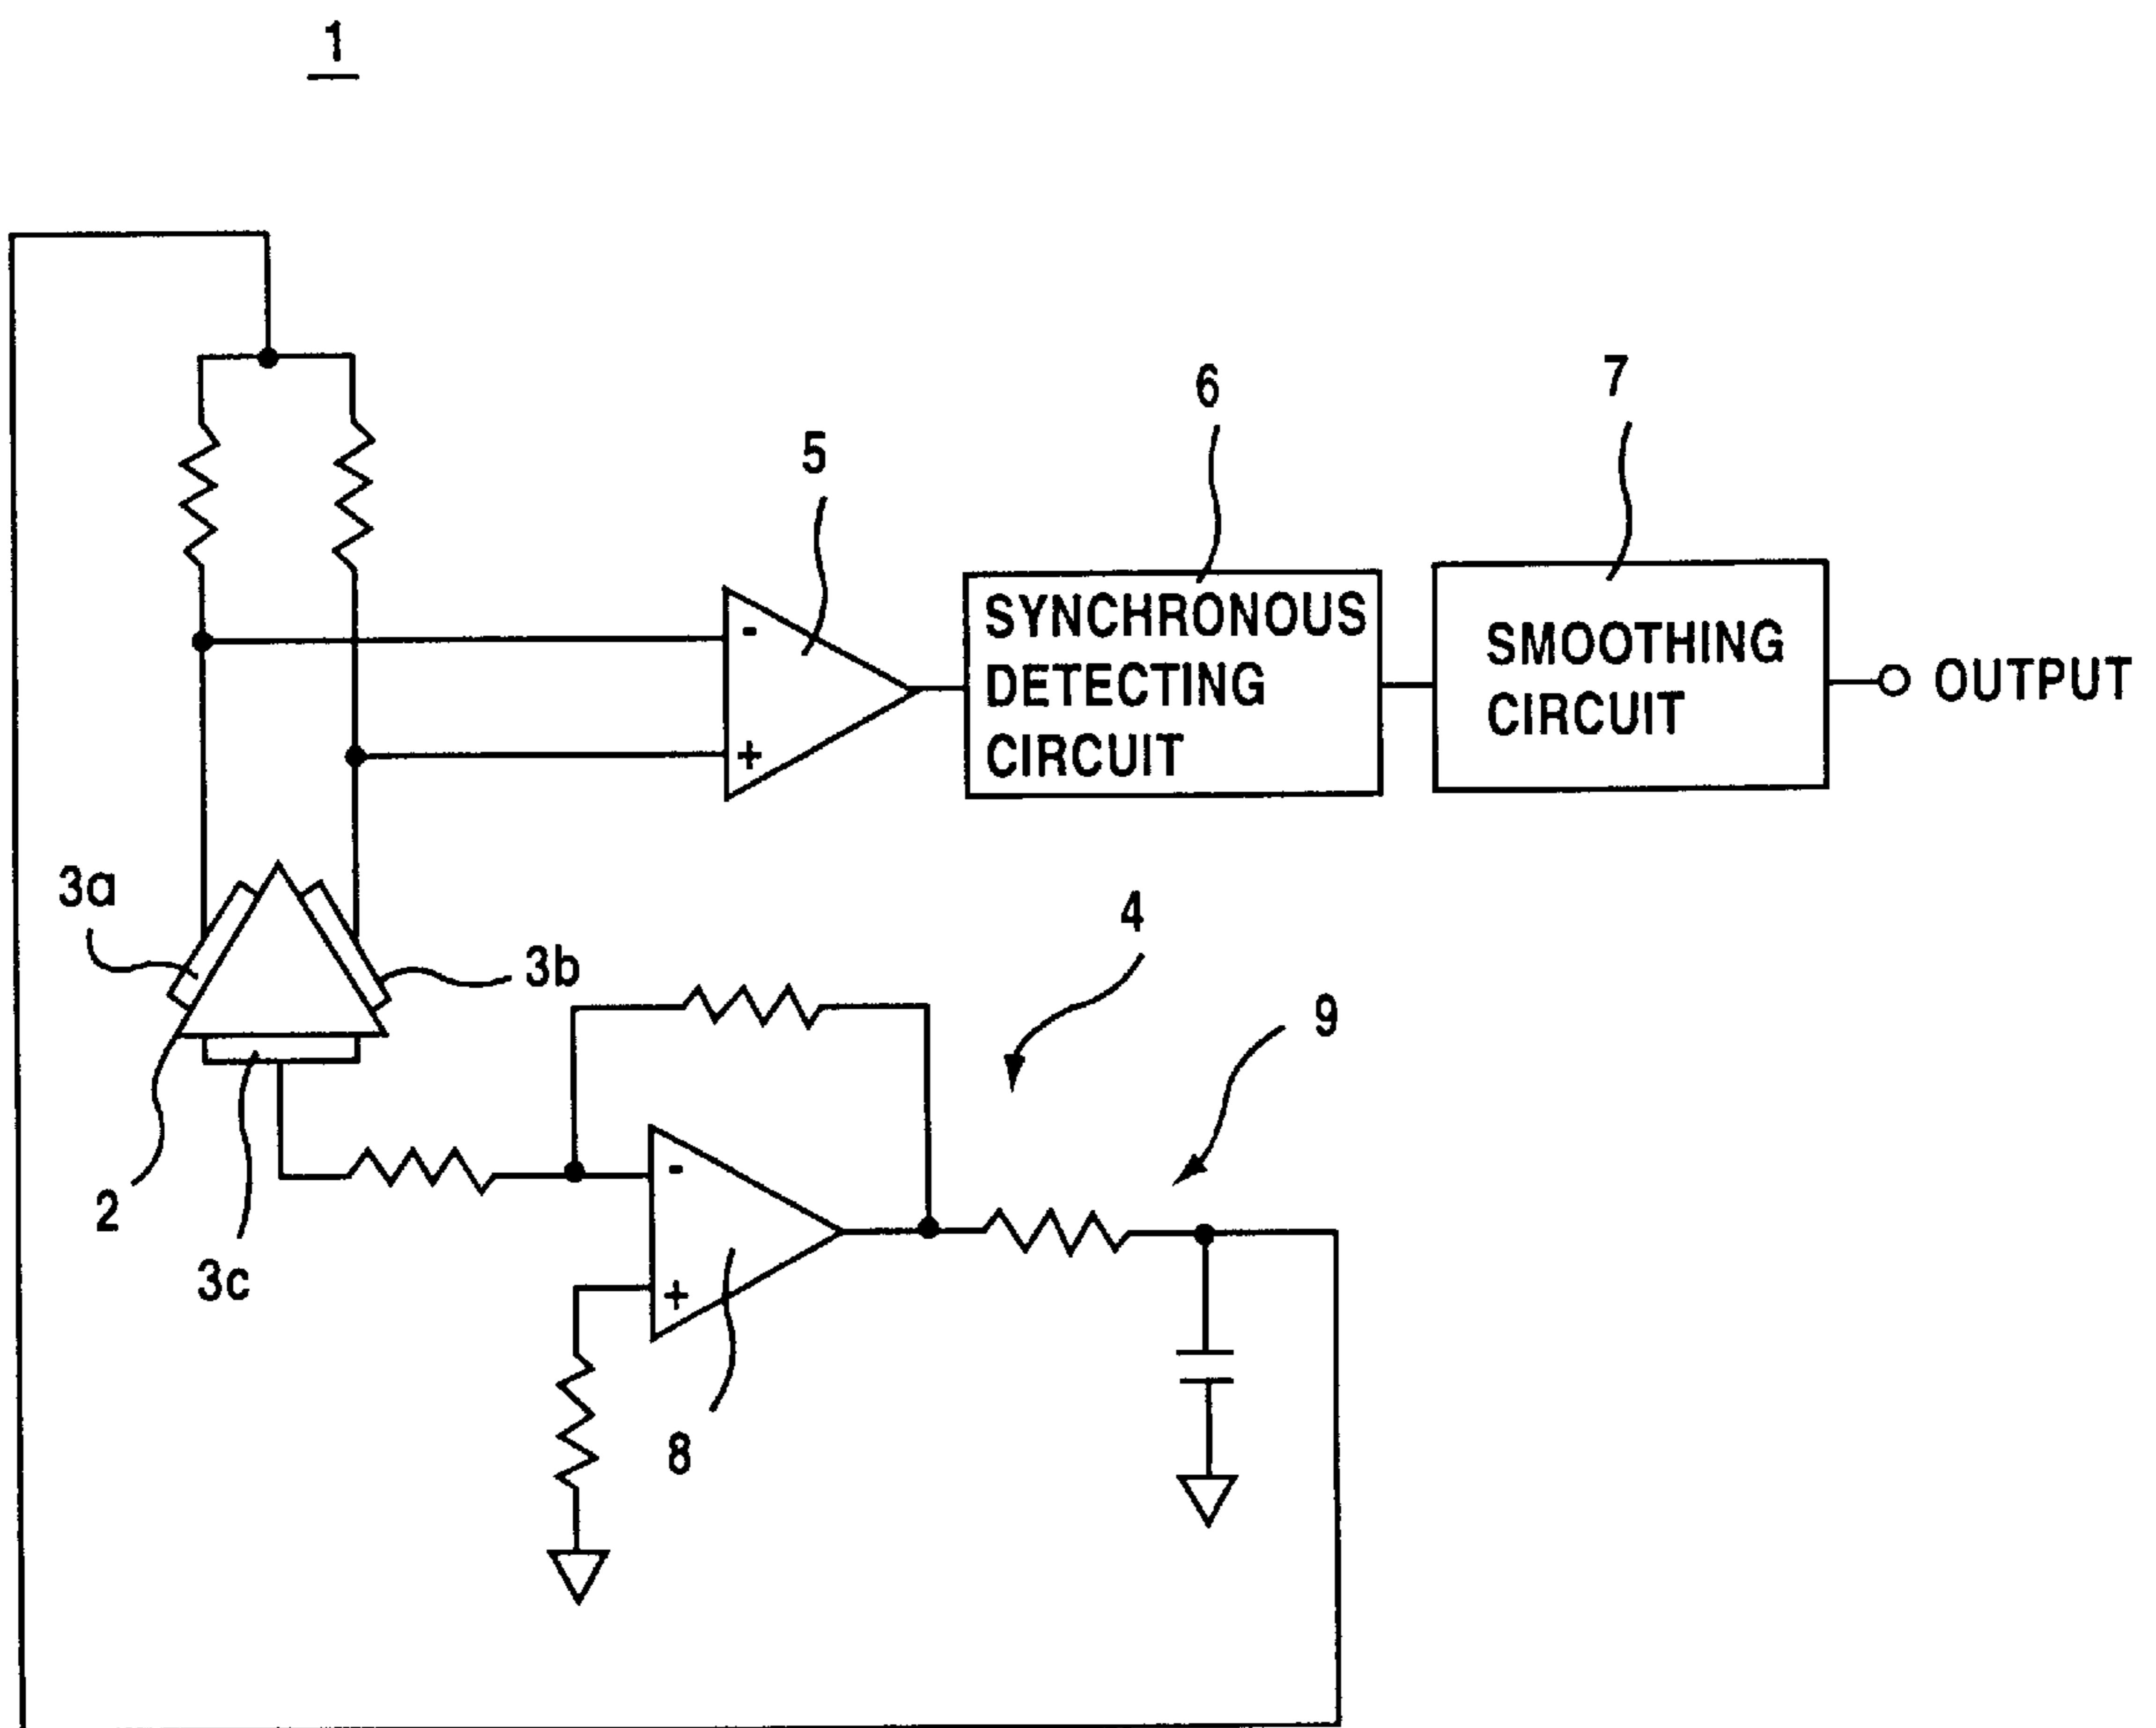 1
6
7
5
SYNCHRONOUS
DETECTING
CIRCUIT
SMOOTHING
CIRCUIT
OUTPUT
-
+
3a
3b
4
9
2
3c
-
+
8